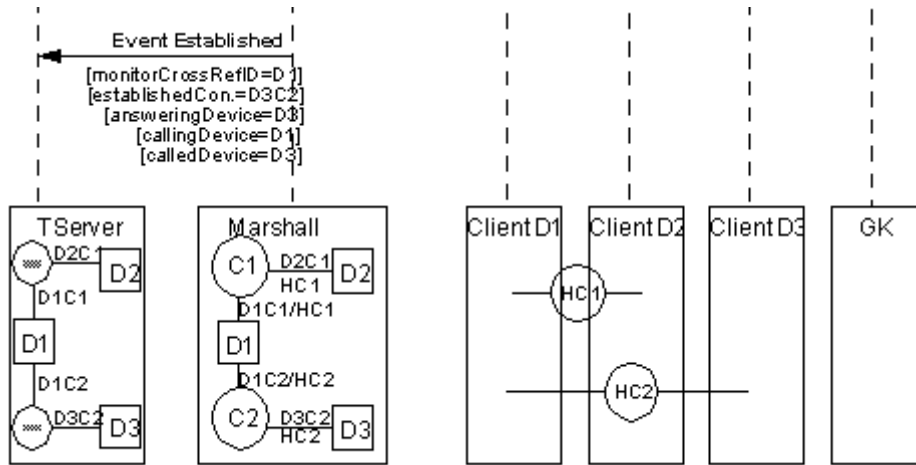 Event Established
[monitorCrossRefID=D1]
[establishedCon.=D3C2]
[answeringDevice=D3]
[callingDevice=D1]
[calledDevice=D3]
TServer
D2C1
D2
D1C1
D1
D1C2
D3C2
D3
Marshall
C1
D2C1
HC1
D2
D1C1/HC1
D1
D1C2/HC2
C2
D3C2
HC2
D3
Client D1
Client D2
Client D3
GK
HC1
HC2